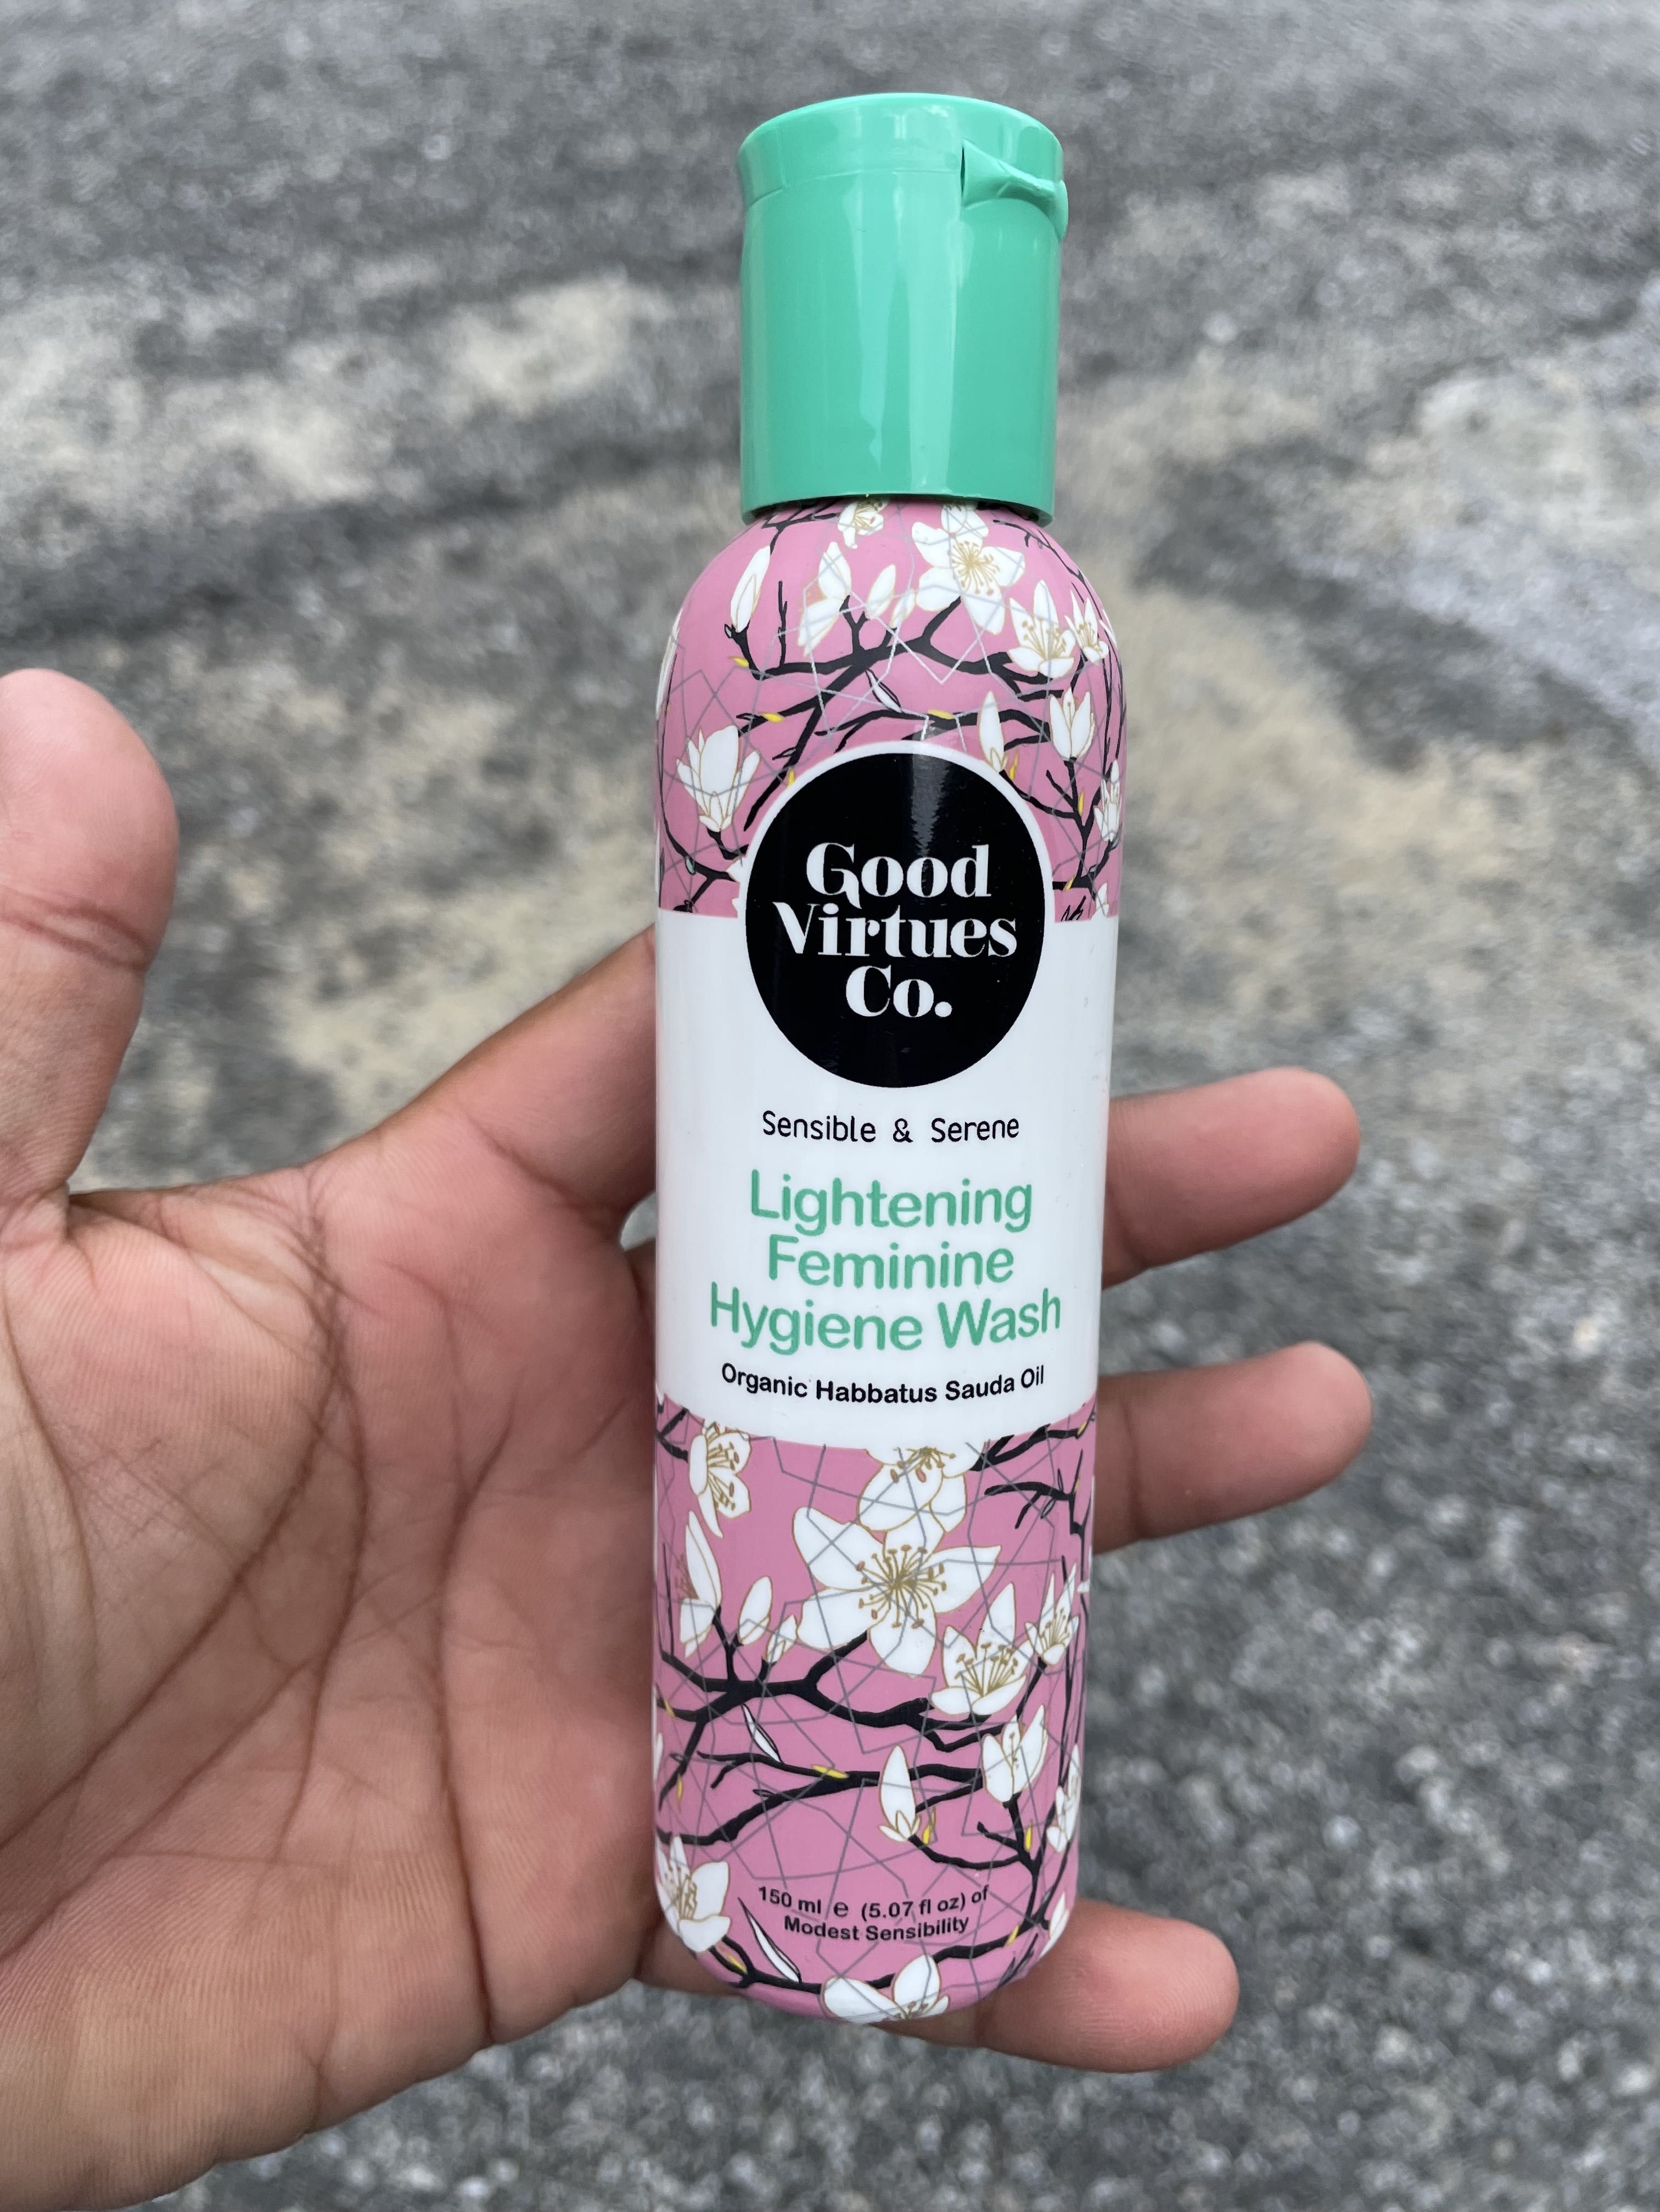 Good
Virtues
Co.
Sensible & Serene
Lightening
Feminine
Hygiene Wash
Organic Habbatus Sauda Oil
150 ml ℮ (5.07 fl oz) of
Modest Sensibility